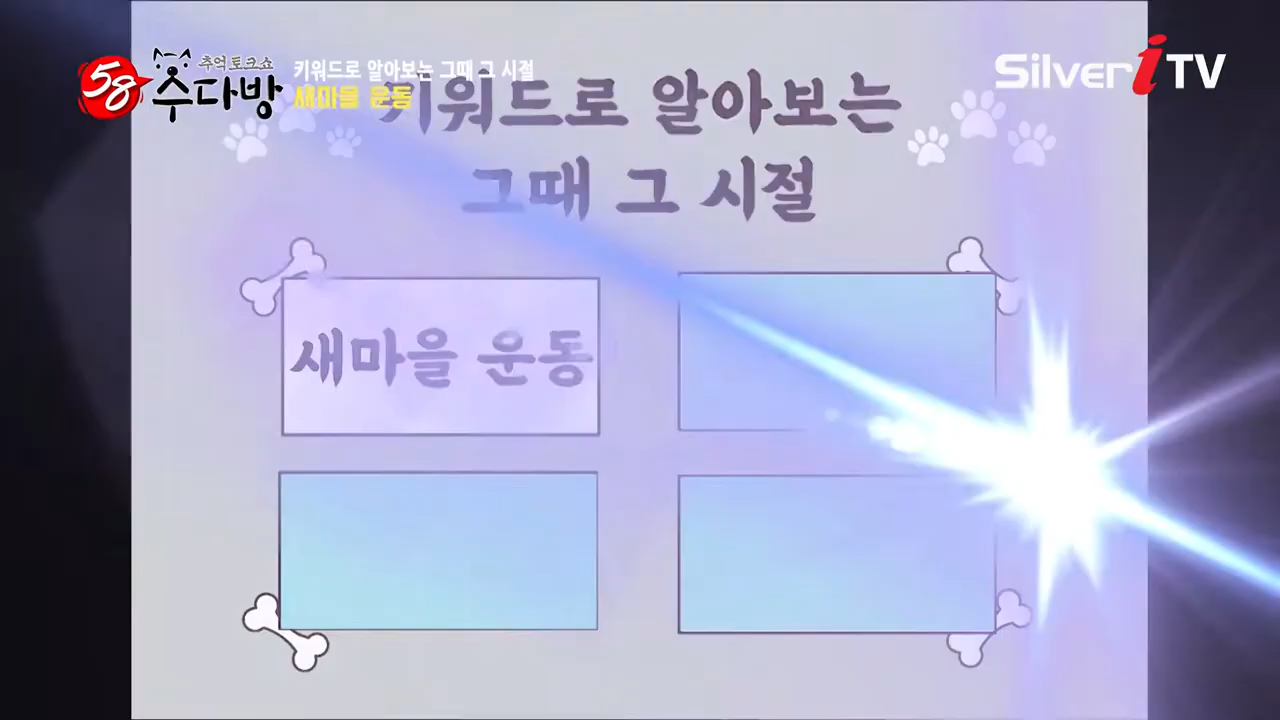 58
추억 토크쇼
수다방
키워드로 알아보는 그때 그 시절
새마을 운동
Silver i TV
키워드로 알아보는
그때 그 시절
새마을 운동